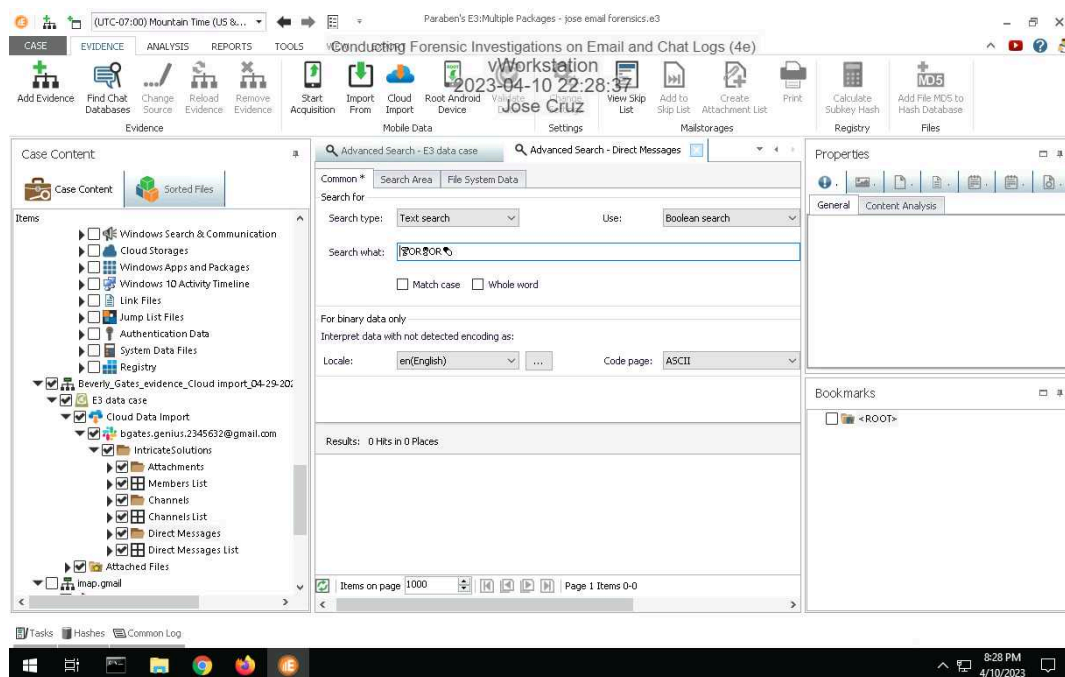 (UTC-07:00) Mountain Time (US &...
Paraben's E3:Multiple Packages - jose email forensics.e3
CASE EVIDENCE ANALYSIS REPORTS TOOLS
Conducting Forensic Investigations on Email and Chat Logs (4e)
vWorkstation
2023-04-10 22:28:37
Jose Cruz
Add Evidence
Find Chat Databases
Change Source
Reload Evidence
Remove Evidence
Start Acquisition
Import From
Cloud Import
Root Android Device
View Skip List
Add to Skip List
Create Attachment List
Print
Calculate Subkey Hash
MD5
Add File MD5 to Hash Database
Evidence
Mobile Data
Settings
Mailstorages
Registry
Files
Case Content
Case Content
Sorted Files
Items
Windows Search & Communication
Cloud Storages
Windows Apps and Packages
Windows 10 Activity Timeline
Link Files
Jump List Files
Authentication Data
System Data Files
Registry
Beverly_Gates_evidence_Cloud import_04-29-202
E3 data case
Cloud Data Import
bgates.genius.2345632@gmail.com
IntricateSolutions
Attachments
Members List
Channels
Channels List
Direct Messages
Direct Messages List
Attached Files
imap.gmail
Advanced Search - E3 data case
Advanced Search - Direct Messages
Common *
Search Area
File System Data
Search for
Search type: Text search
Use: Boolean search
Search what: OR OR
Match case
Whole word
For binary data only
Interpret data with not detected encoding as:
Locale: en(English) ...
Code page: ASCII
Results: 0 Hits in 0 Places
Items on page 1000
Page 1 Items 0-0
Properties
General
Content Analysis
Bookmarks
<ROOT>
Tasks
Hashes
Common Log
8:28 PM
4/10/2023